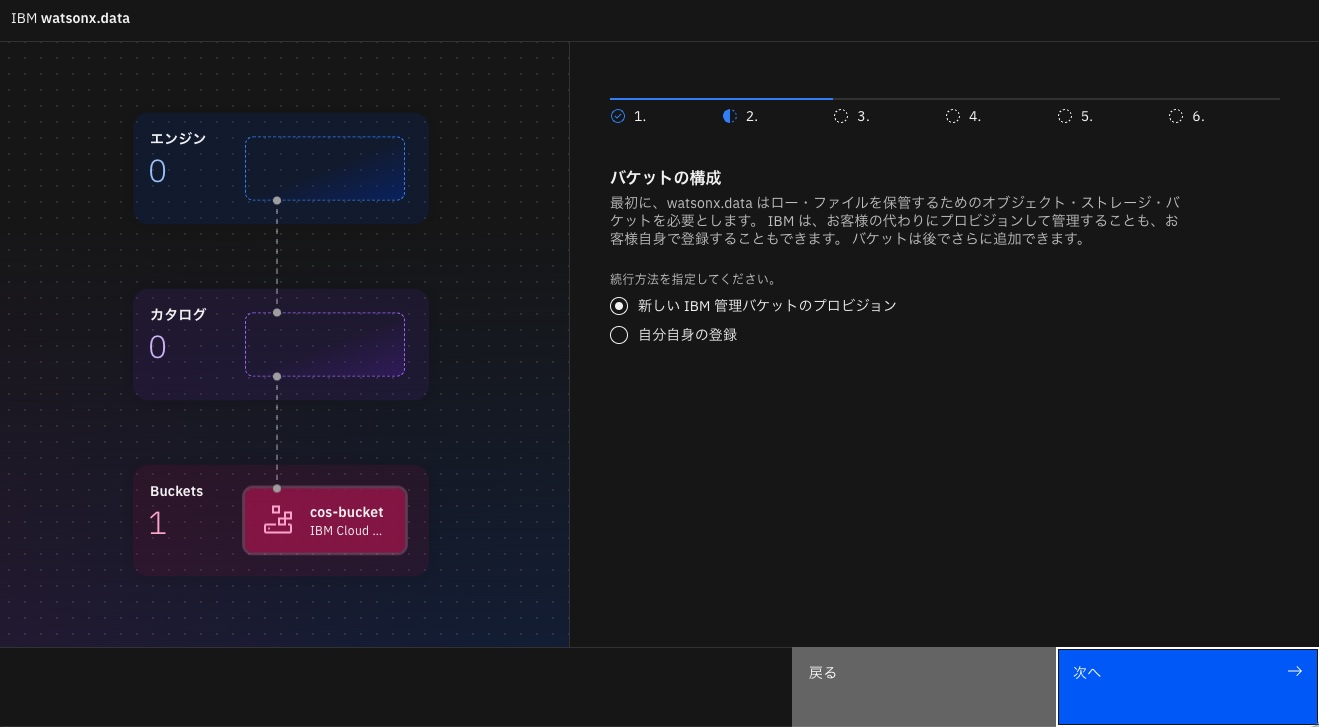 IBM watsonx.data
エンジン
0
カタログ
0
Buckets
1
cos-bucket
IBM Cloud ...
1.
2.
3.
4.
5.
6.
バケットの構成
最初に、watsonx.data はロー・ファイルを保管するためのオブジェクト・ストレージ・バ
ケットを必要とします。 IBM は、お客様の代わりにプロビジョンして管理することも、お
客様自身で登録することもできます。 バケットは後でさらに追加できます。
続行方法を指定してください。
新しい IBM 管理バケットのプロビジョン
自分自身の登録
戻る
次へ